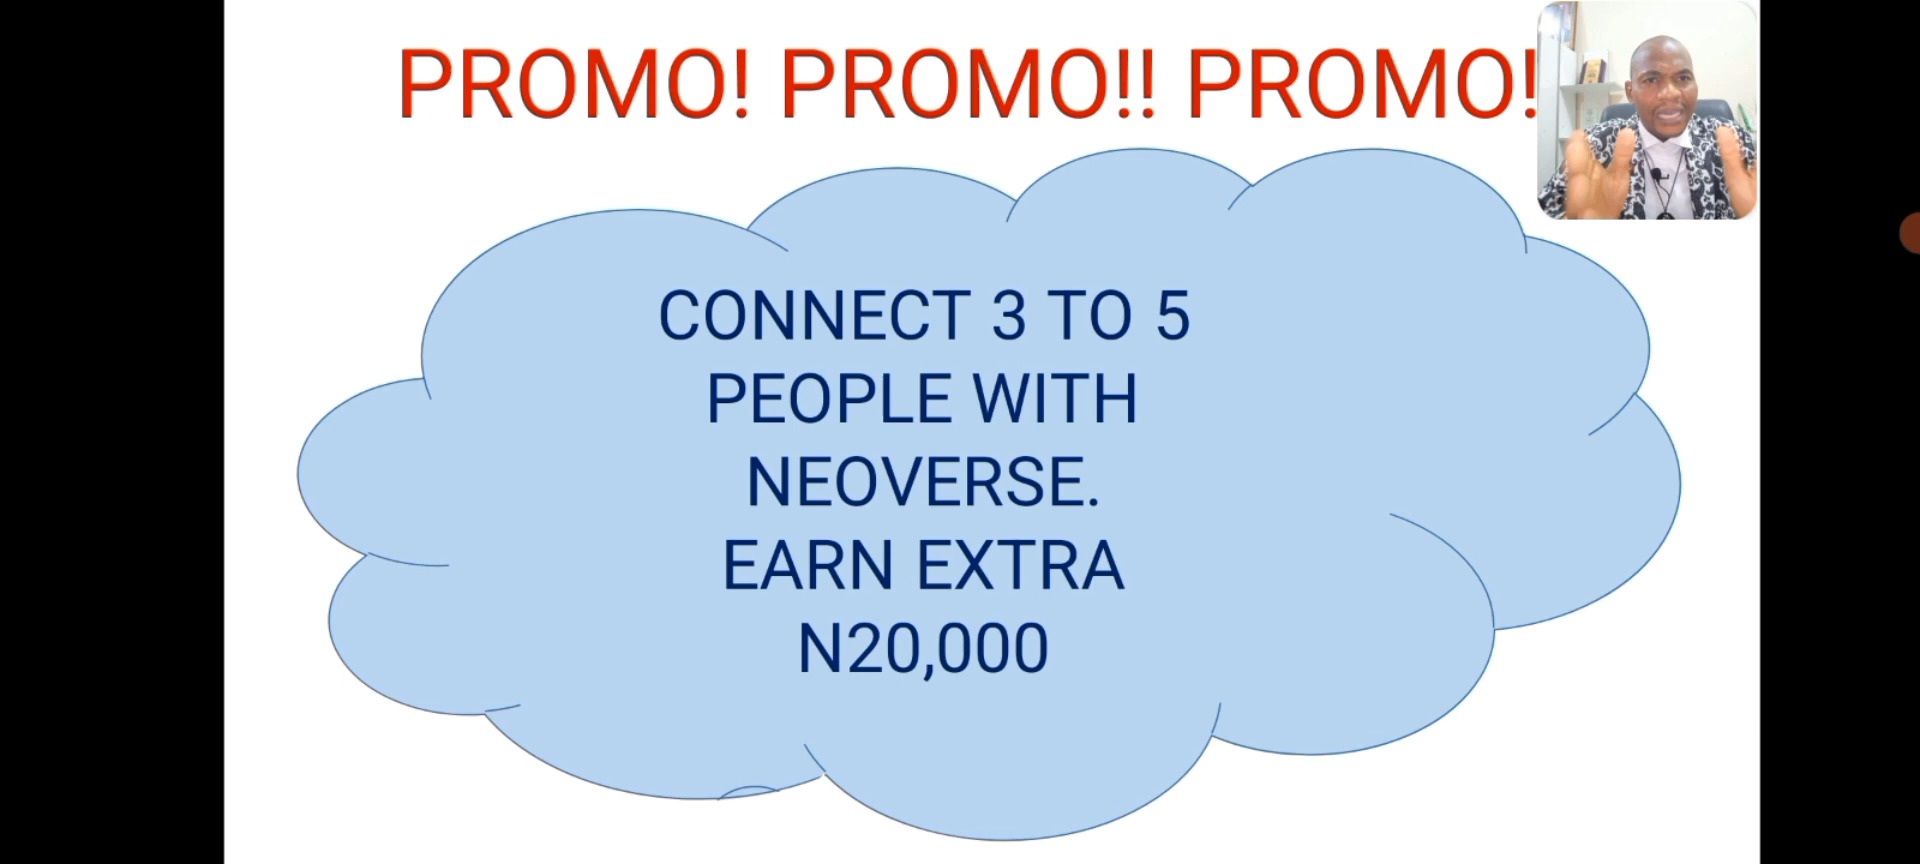 PROMO! PROMO!! PROMO!
CONNECT 3 TO 5
PEOPLE WITH
NEOVERSE.
EARN EXTRA
N20,000